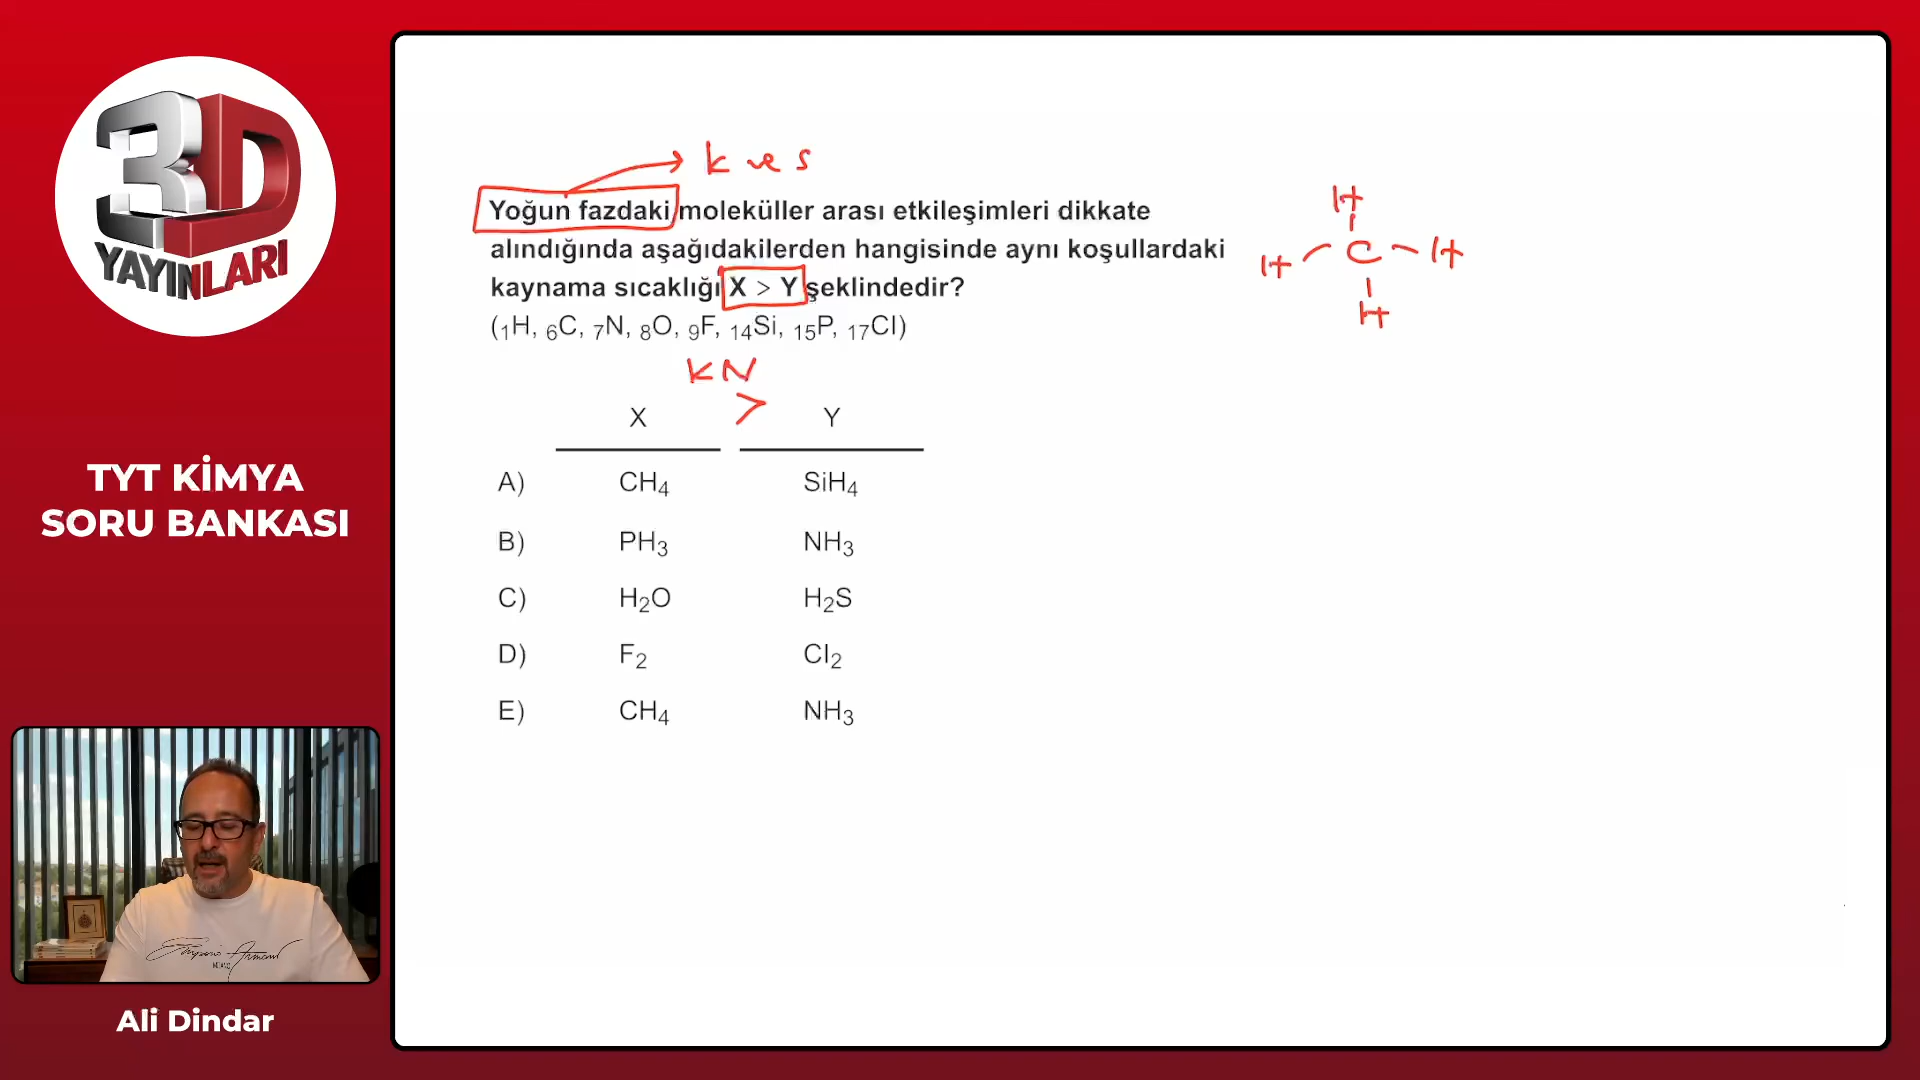 3D
YAYINLARI
TYT KİMYA
SORU BANKASI
Ali Dindar
k ve s
Yoğun fazdaki moleküller arası etkileşimleri dikkate
alındığında aşağıdakilerden hangisinde aynı koşullardaki
kaynama sıcaklığı X > Y şeklindedir?
(₁H, ₆C, ₇N, ₈O, ₉F, ₁₄Si, ₁₅P, ₁₇Cl)
KN
X > Y
A) CH₄ SiH₄
B) PH₃ NH₃
C) H₂O H₂S
D) F₂ Cl₂
E) CH₄ NH₃
H
H – C – H
H